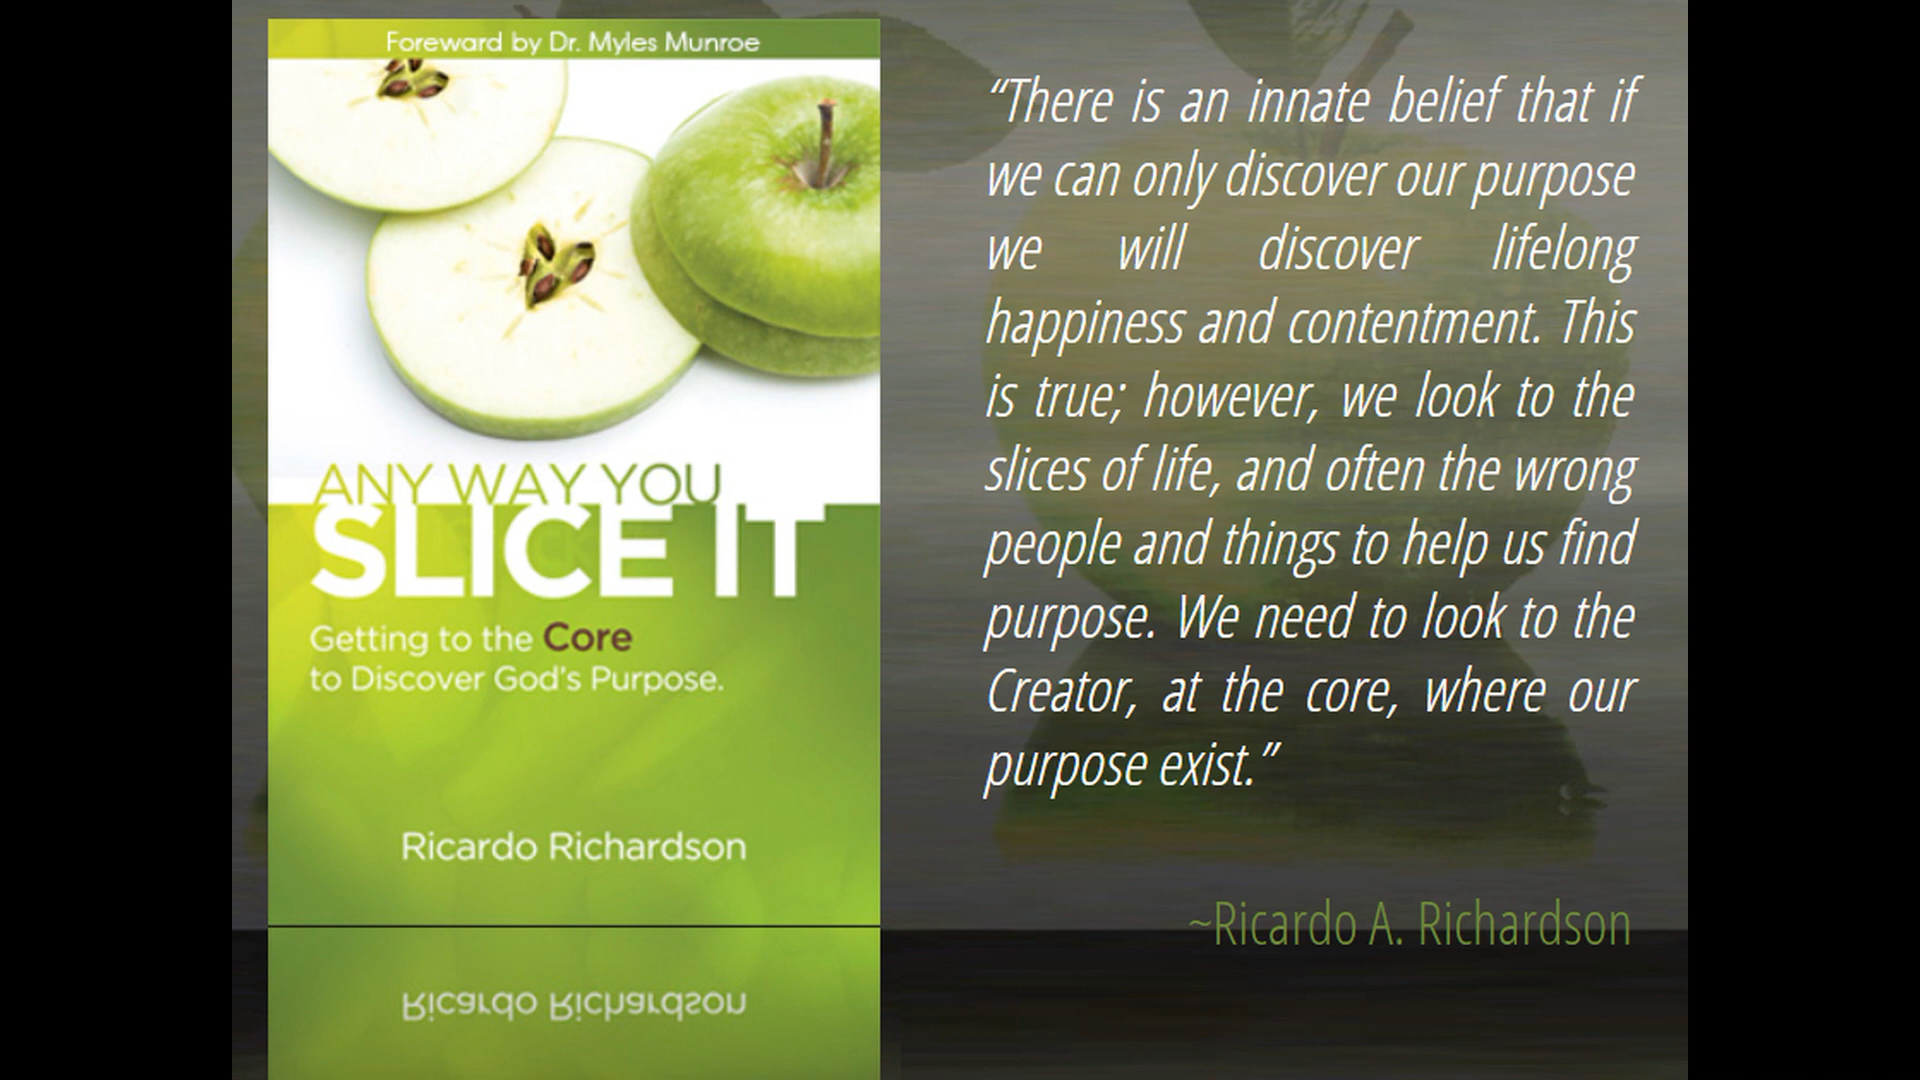 Foreward by Dr. Myles Munroe
ANY WAY YOU
SLICE IT
Getting to the Core
to Discover God's Purpose.
Ricardo Richardson
Ricardo Richardson
“There is an innate belief that if
we can only discover our purpose
we will discover lifelong
happiness and contentment. This
is true; however, we look to the
slices of life, and often the wrong
people and things to help us find
purpose. We need to look to the
Creator, at the core, where our
purpose exist.”
~Ricardo A. Richardson